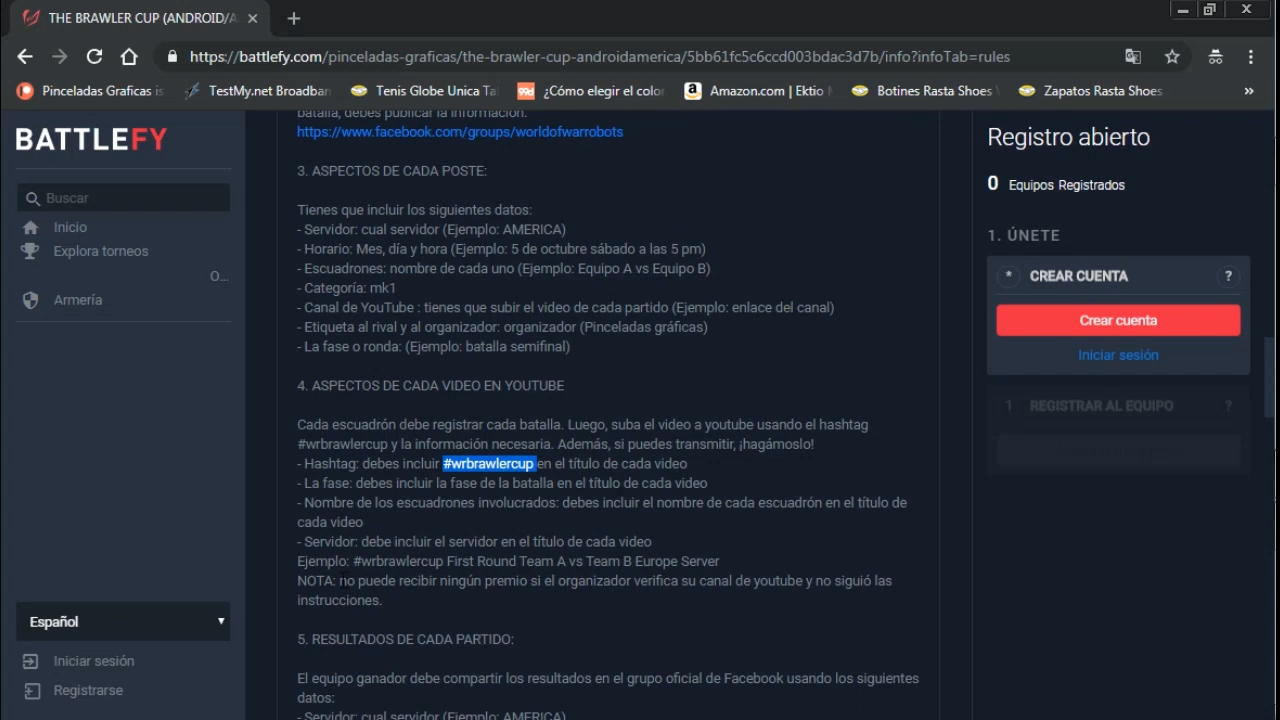 THE BRAWLER CUP (ANDROID/A
https://battlefy.com/pinceladas-graficas/the-brawler-cup-androidamerica/5bb61fc5c6ccd003bdac3d7b/info?infoTab=rules
Pinceladas Graficas is
TestMy.net Broadban
Tenis Globe Unica Ta
99d
¿Cómo elegir el color
Amazon.com | Ektio
Botines Rasta Shoes
Zapatos Rasta Shoes
BATTLEFY
Buscar
Inicio
Explora torneos
O...
Armería
Español
Iniciar sesión
Registrarse
batalla, debes publicar la información.
https://www.facebook.com/groups/worldofwarrobots
3. ASPECTOS DE CADA POSTE:
Tienes que incluir los siguientes datos:
- Servidor: cual servidor (Ejemplo: AMERICA)
- Horario: Mes, día y hora (Ejemplo: 5 de octubre sábado a las 5 pm)
- Escuadrones: nombre de cada uno (Ejemplo: Equipo A vs Equipo B)
- Categoría: mk1
- Canal de YouTube : tienes que subir el video de cada partido (Ejemplo: enlace del canal)
- Etiqueta al rival y al organizador: organizador (Pinceladas gráficas)
- La fase o ronda: (Ejemplo: batalla semifinal)
4. ASPECTOS DE CADA VIDEO EN YOUTUBE
Cada escuadrón debe registrar cada batalla. Luego, suba el video a youtube usando el hashtag
#wrbrawlercup y la información necesaria. Además, si puedes transmitir, ¡hagámoslo!
- Hashtag: debes incluir #wrbrawlercup en el título de cada video
- La fase: debes incluir la fase de la batalla en el título de cada video
- Nombre de los escuadrones involucrados: debes incluir el nombre de cada escuadrón en el título de
cada video
- Servidor: debe incluir el servidor en el título de cada video
Ejemplo: #wrbrawlercup First Round Team A vs Team B Europe Server
NOTA: no puede recibir ningún premio si el organizador verifica su canal de youtube y no siguió las
instrucciones.
5. RESULTADOS DE CADA PARTIDO:
El equipo ganador debe compartir los resultados en el grupo oficial de Facebook usando los siguientes
datos:
- Servidor: cual servidor (Ejemplo: AMERICA)
Registro abierto
0 Equipos Registrados
1. ÚNETE
* CREAR CUENTA ?
Crear cuenta
Iniciar sesión
1 REGISTRAR AL EQUIPO ?